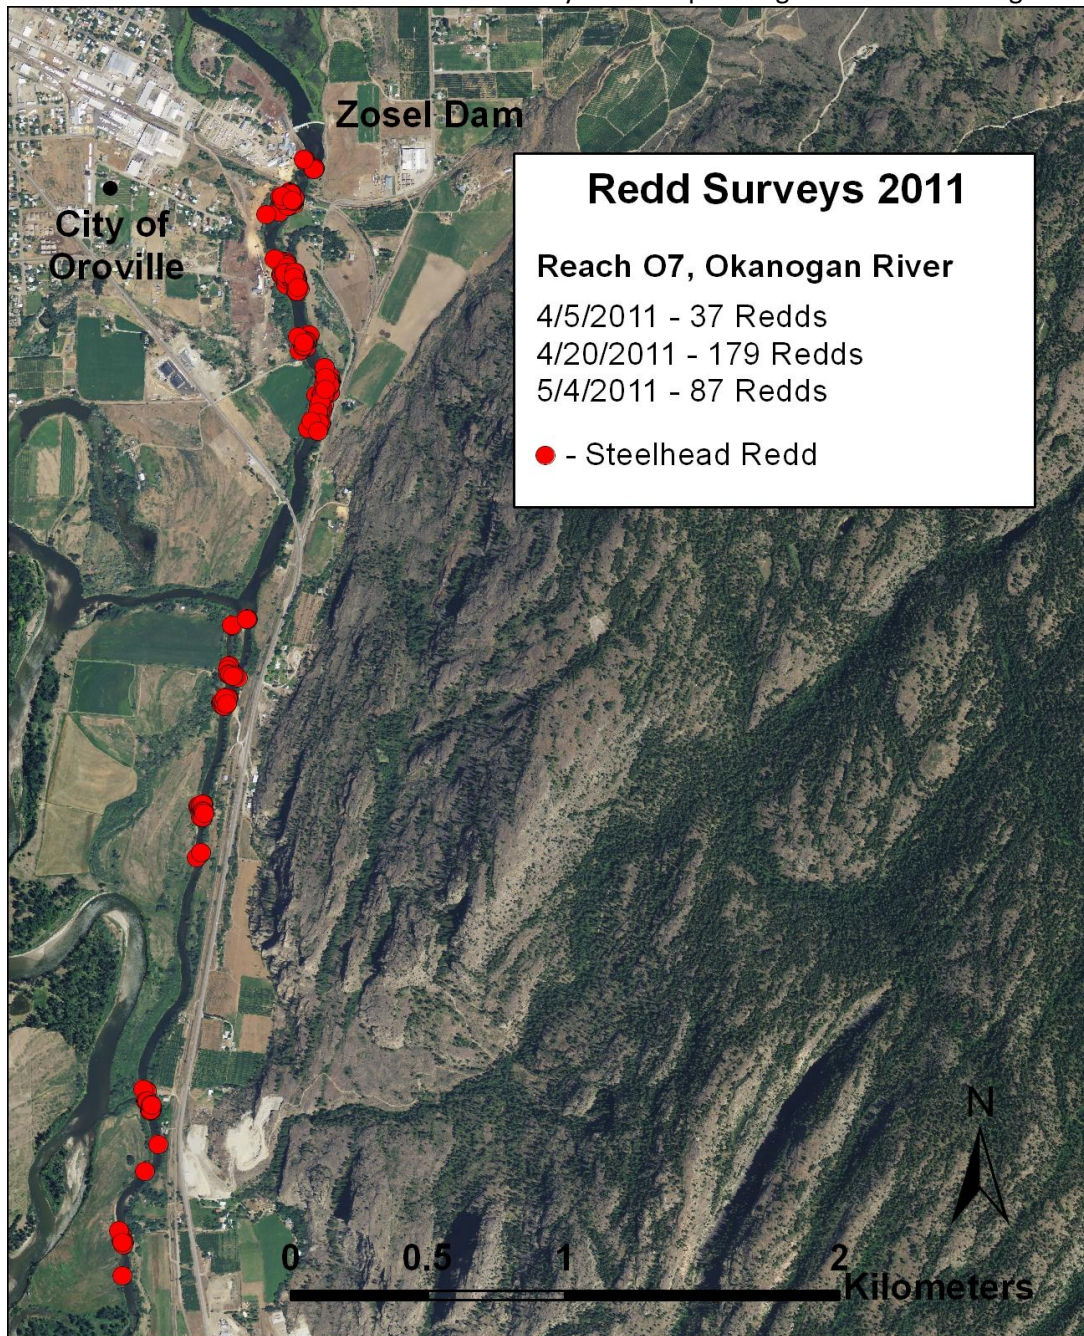 Zosel Dam
City of
Oroville
Redd Surveys 2011
Reach O7, Okanogan River
4/5/2011 - 37 Redds
4/20/2011 - 179 Redds
5/4/2011 - 87 Redds
- Steelhead Redd
N
0 0.5 1 2
Kilometers